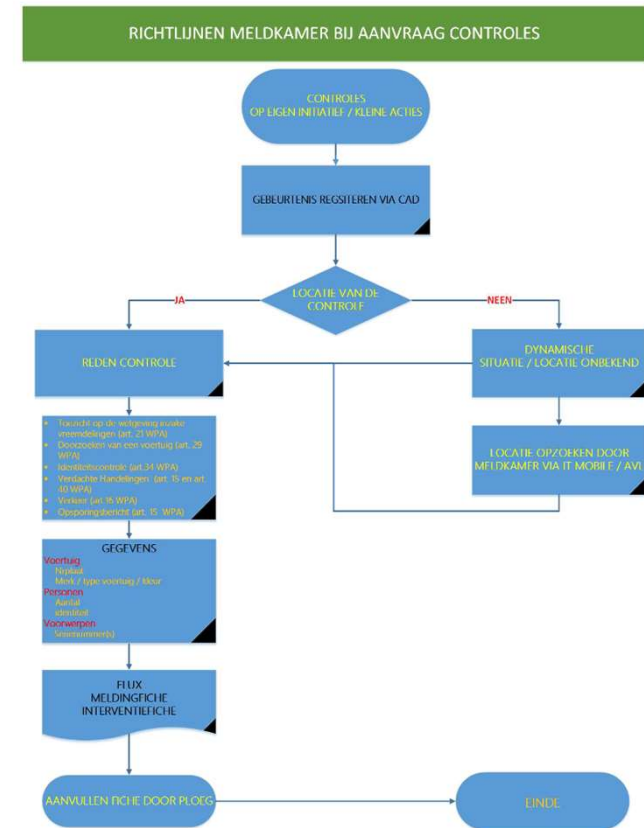 RICHTLIJNEN MELDKAMER BIJ AANVRAAG CONTROLES
CONTROLES
OP EIGEN INITIATIEF / KLEINE ACTIES
GEBEURTENIS REGSITEREN VIA CAD
LOCATIE VAN DE
CONTROLE
JA
NEEN
REDEN CONTROLE
DYNAMISCHE
SITUATIE / LOCATIE ONBEKEND
• Toezicht op de wetgeving inzake
vreemdelingen (art. 21 WPA)
• Doorzoeken van een voertuig (art. 29
WPA)
• Identiteitscontrole (art.34 WPA)
• Verdachte Handelingen (art. 15 en art.
40 WPA)
• Verkeer (art.16 WPA)
• Opsporingsbericht (art. 15 WPA)
LOCATIE OPZOEKEN DOOR
MELDKAMER VIA IT MOBILE / AVL
GEGEVENS
Voertuig
Nrplaat
Merk / type voertuig / kleur
Personen
Aantal
identiteit
Voorwerpen
Serienummer(s)
FLUX
MELDINGFICHE
INTERVENTIEFICHE
AANVULLEN FICHE DOOR PLOEG
EINDE